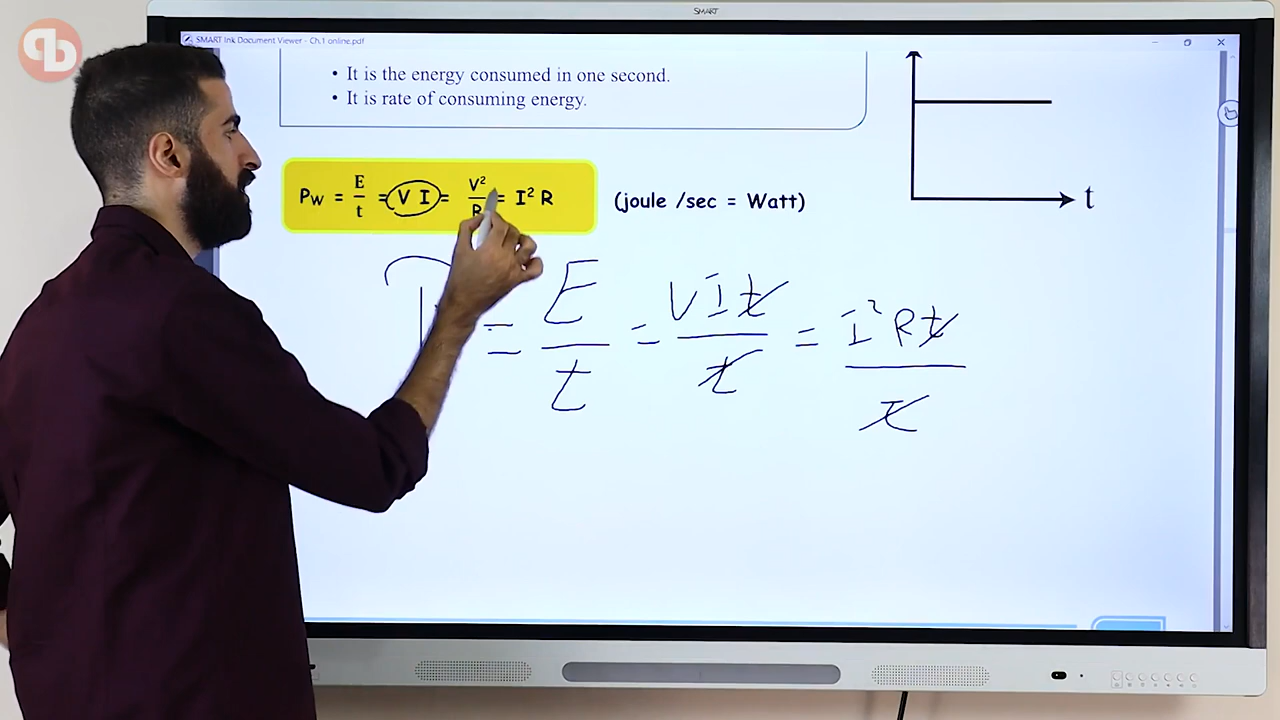 SMART
SMART Ink Document Viewer - Ch.1 online.pdf
• It is the energy consumed in one second.
• It is rate of consuming energy.
Pw = E/t = V I = V²/R = I² R (joule /sec = Watt)
t
= E/t = VIt/t = I²Rt/t